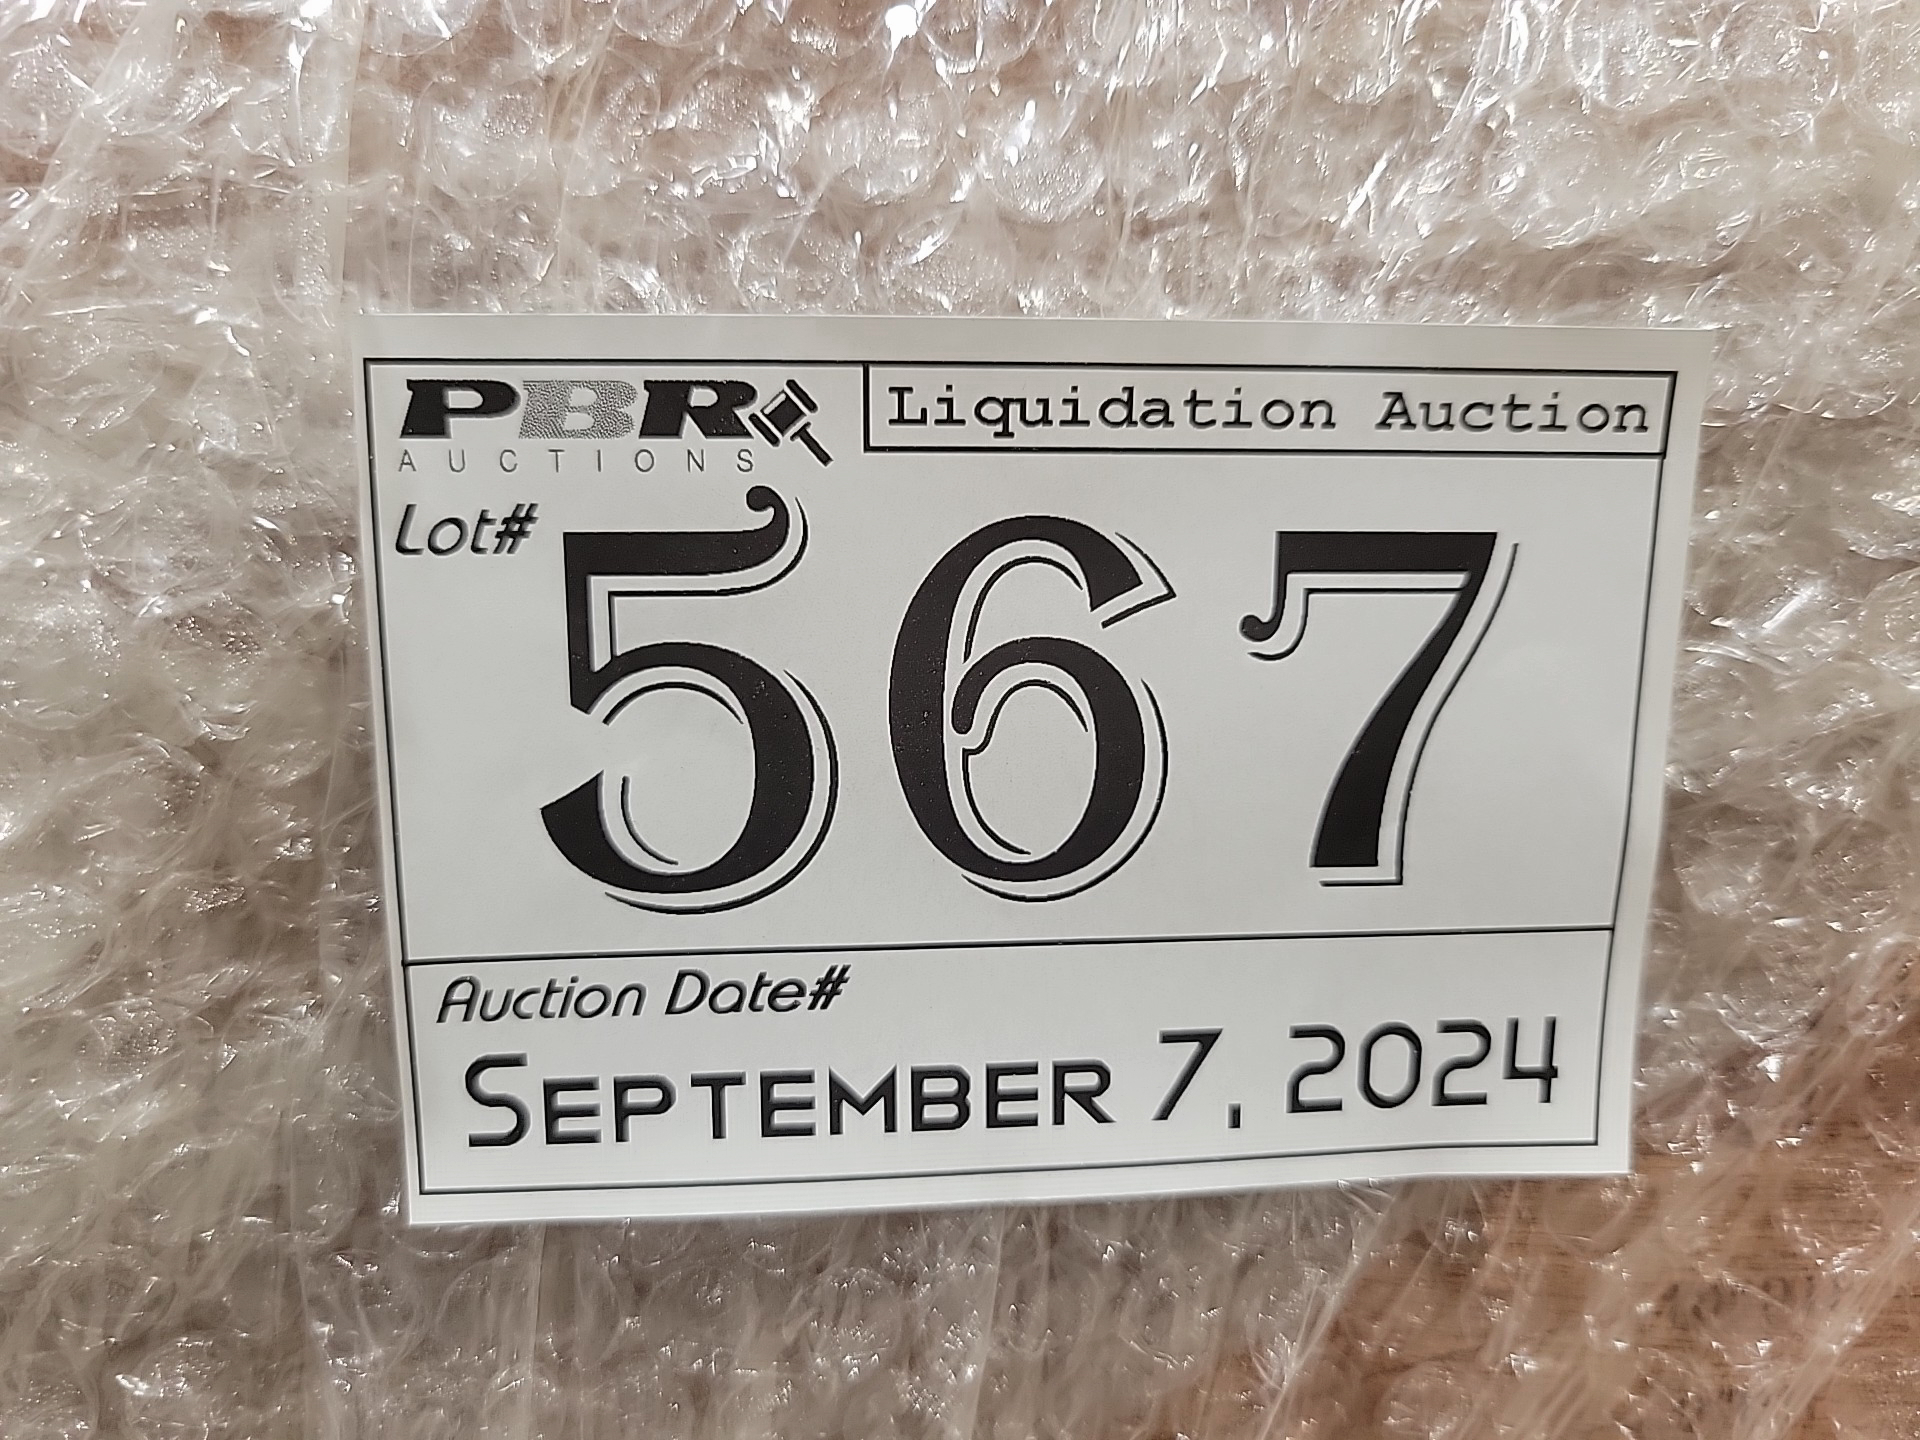 PBR
AUCTIONS
Liquidation Auction
Lot#
567
Auction Date#
SEPTEMBER 7, 2024